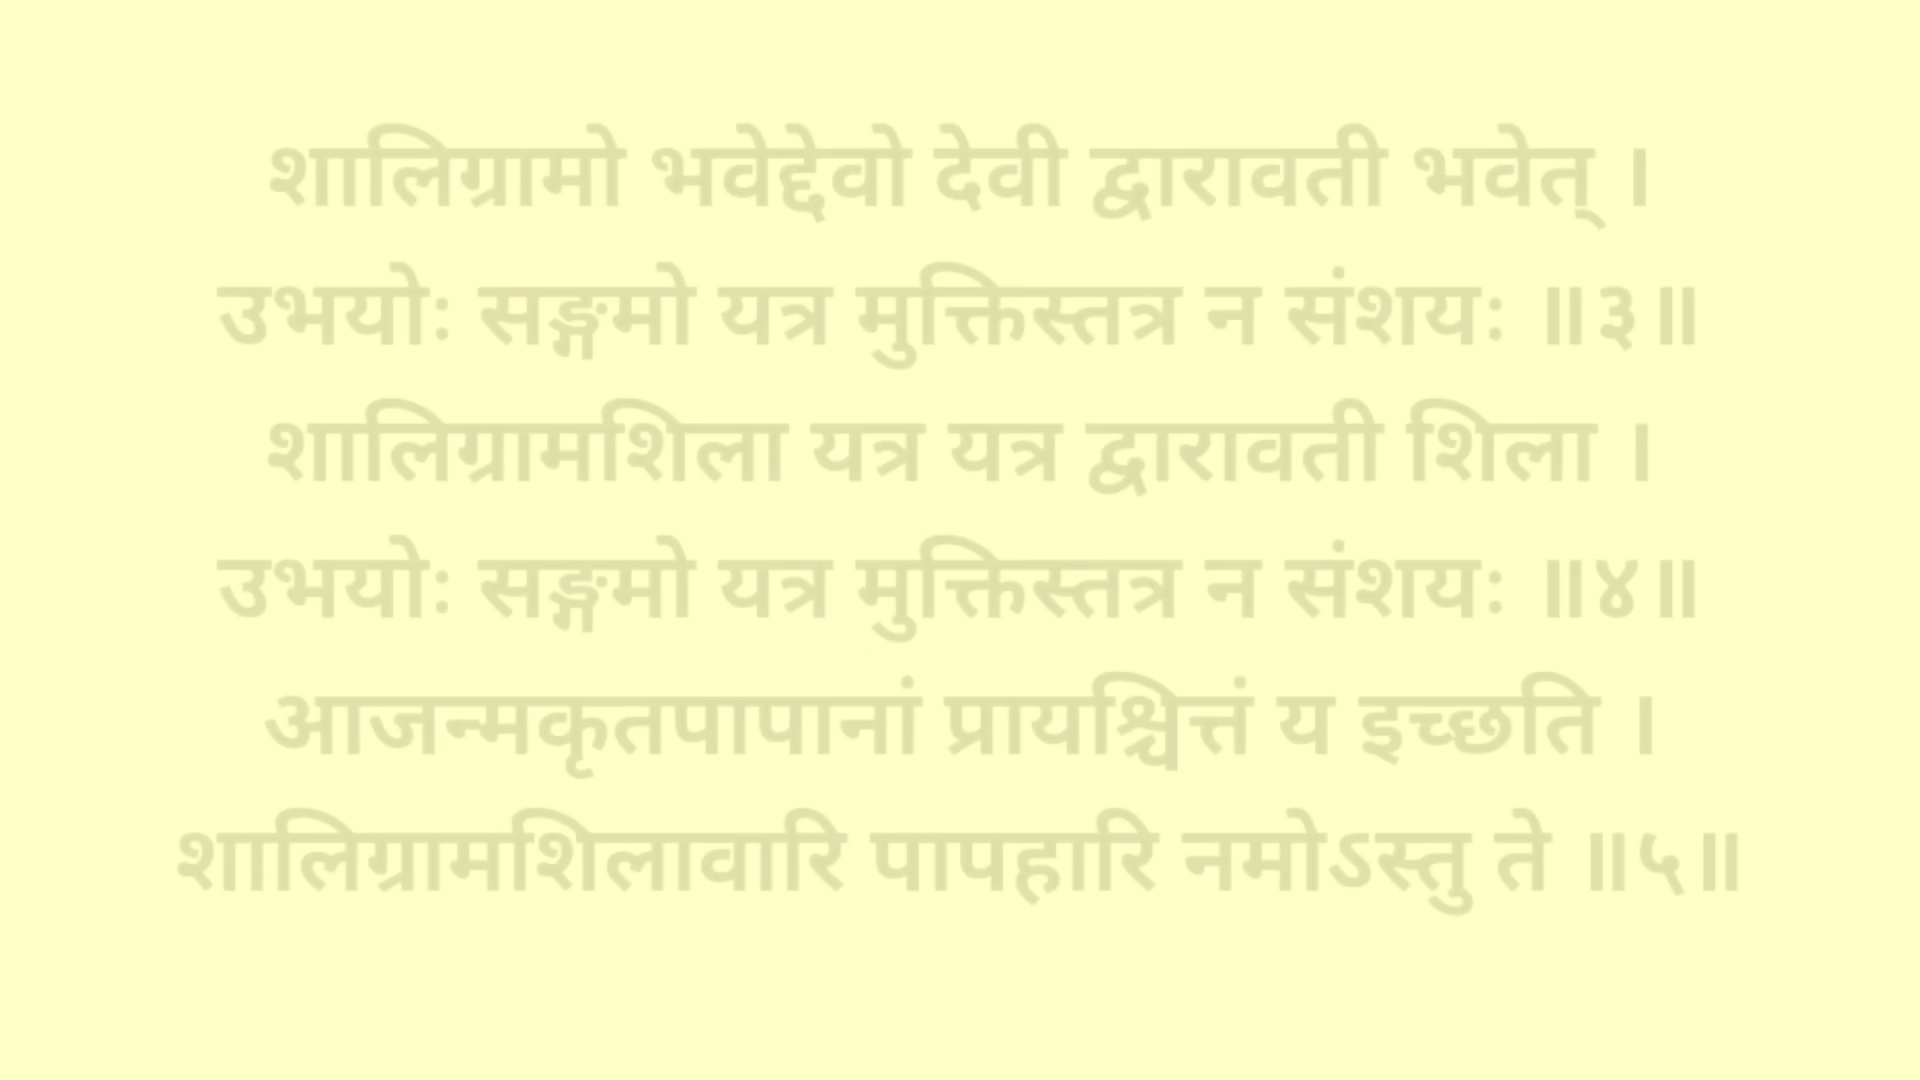 शालिग्रामो भवेद्देवो देवी द्वारावती भवेत् ।
उभयोः सङ्गमो यत्र मुक्तिस्तत्र न संशयः ॥३॥
शालिग्रामशिला यत्र यत्र द्वारावती शिला ।
उभयोः सङ्गमो यत्र मुक्तिस्तत्र न संशयः ॥४॥
आजन्मकृतपापानां प्रायश्चित्तं य इच्छति ।
शालिग्रामशिलावारि पापहारि नमोऽस्तु ते ॥५॥